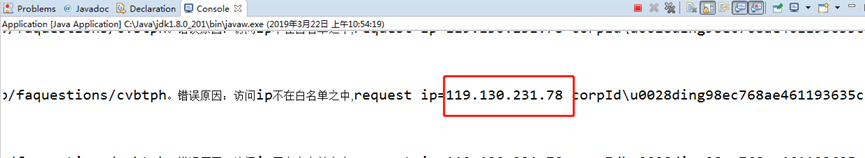 Problems @ Javadoc Declaration Console
Application [Java Application] C:\Java\jdk1.8.0_201\bin\javaw.exe (2019年3月22日 上午10:54:19)
o/faquestions/cvbtph。错误原因：访问ip不在白名单之中,request ip=119.130.231.78 corpId\u0028ding98ec768ae461193635c